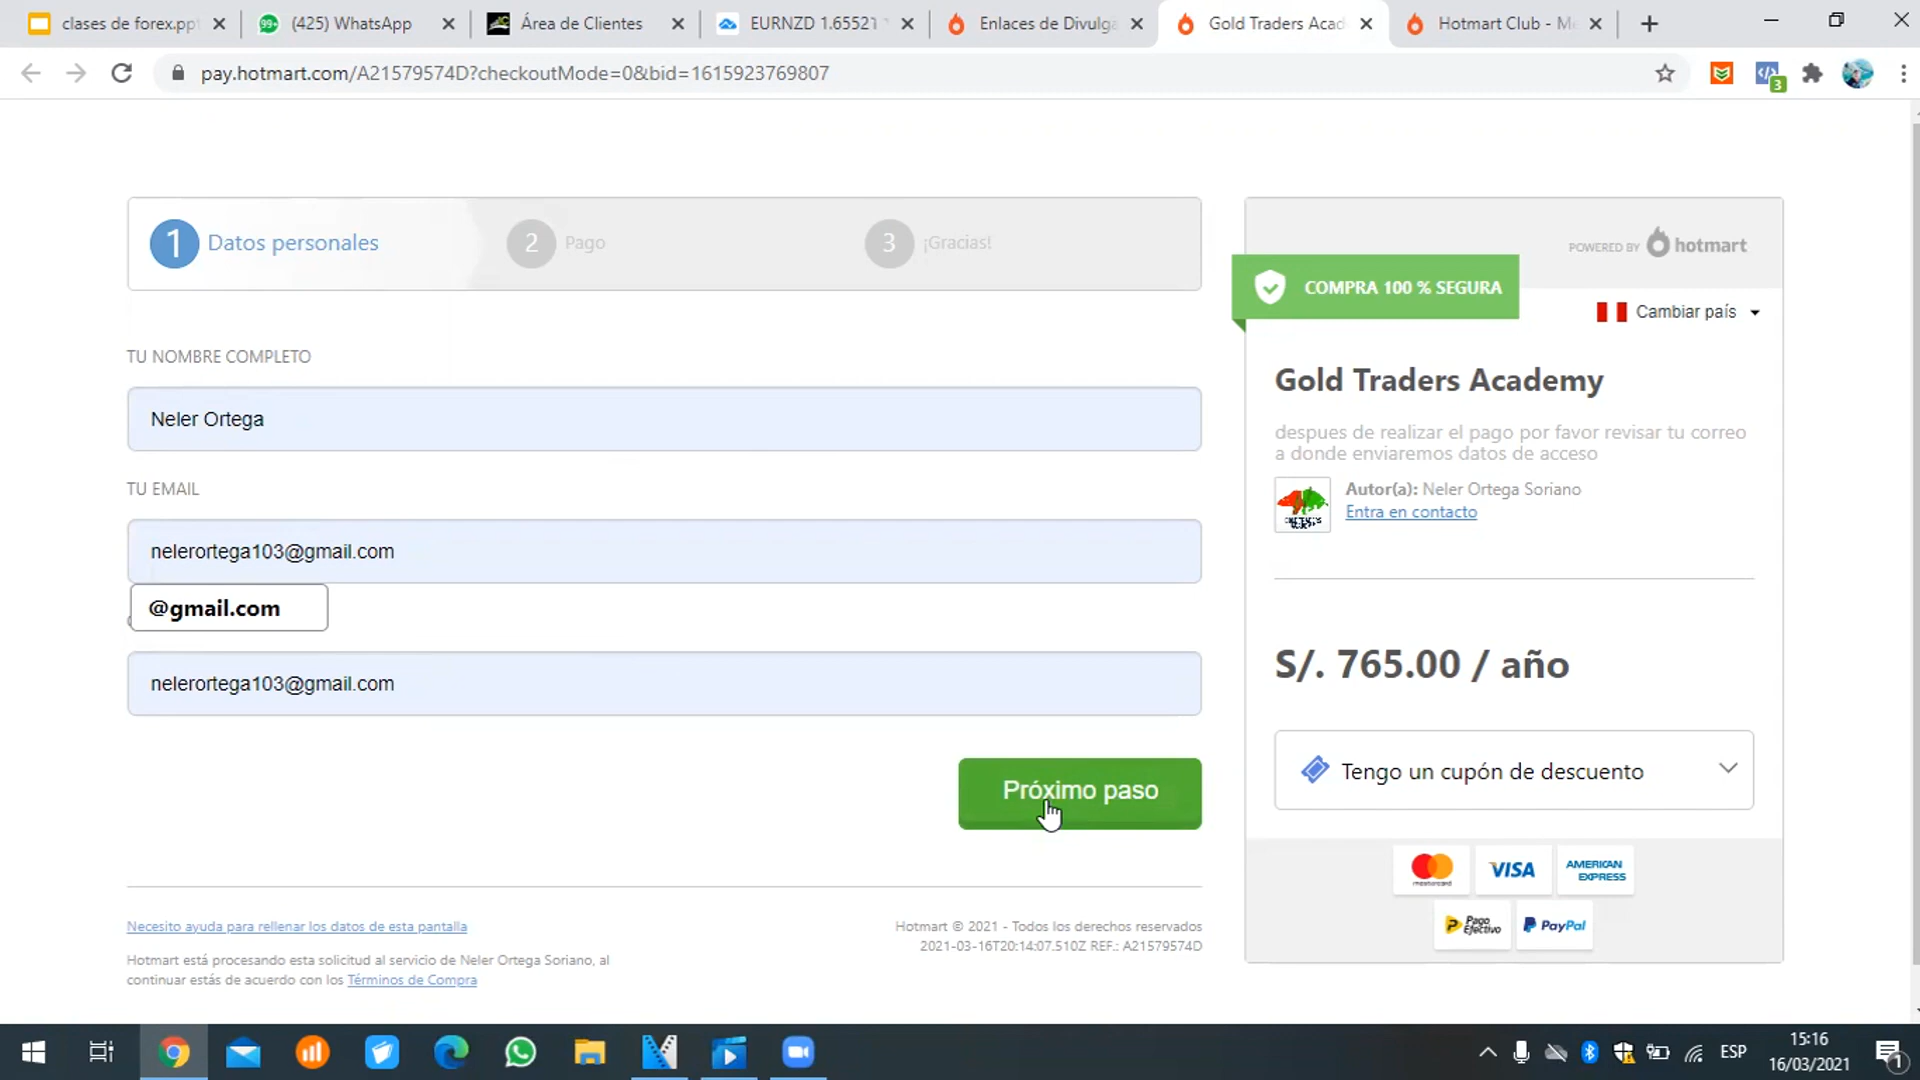 clases de forex.ppt
(425) WhatsApp
Área de Clientes
EURNZD 1.65521
Enlaces de Divulga
Gold Traders Acad
Hotmart Club - M
pay.hotmart.com/A21579574D?checkoutMode=0&bid=1615923769807
3
1 Datos personales
2 Pago
3 ¡Gracias!
POWERED BY hotmart
COMPRA 100 % SEGURA
Cambiar país
TU NOMBRE COMPLETO
Neler Ortega
TU EMAIL
nelerortega103@gmail.com
@gmail.com
nelerortega103@gmail.com
Próximo paso
Gold Traders Academy
despues de realizar el pago por favor revisar tu correo
a donde enviaremos datos de acceso
Autor(a): Neler Ortega Soriano
Entra en contacto
S/. 765.00 / año
Tengo un cupón de descuento
mastercard
VISA
AMERICAN
EXPRESS
Pago
Efectivo
PayPal
Necesito ayuda para rellenar los datos de esta pantalla
Hotmart está procesando esta solicitud al servicio de Neler Ortega Soriano, al
continuar estás de acuerdo con los Términos de Compra
Hotmart © 2021 - Todos los derechos reservados
2021-03-16T20:14:07.510Z REF.: A21579574D
ESP
15:16
16/03/2021
1